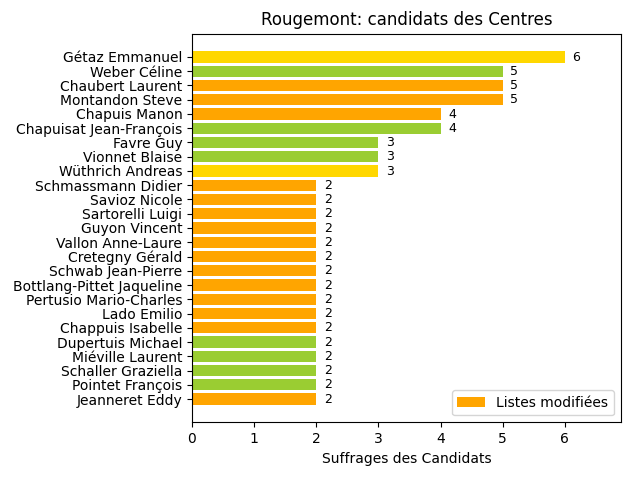 Rougemont: candidats des Centres
Gétaz Emmanuel 6
Weber Céline 5
Chaubert Laurent 5
Montandon Steve 5
Chapuis Manon 4
Chapuisat Jean-François 4
Favre Guy 3
Vionnet Blaise 3
Wüthrich Andreas 3
Schmassmann Didier 2
Savioz Nicole 2
Sartorelli Luigi 2
Guyon Vincent 2
Vallon Anne-Laure 2
Cretegny Gérald 2
Schwab Jean-Pierre 2
Bottlang-Pittet Jaqueline 2
Pertusio Mario-Charles 2
Lado Emilio 2
Chappuis Isabelle 2
Dupertuis Michael 2
Miéville Laurent 2
Schaller Graziella 2
Pointet François 2
Jeanneret Eddy 2
Listes modifiées
0 1 2 3 4 5 6
Suffrages des Candidats